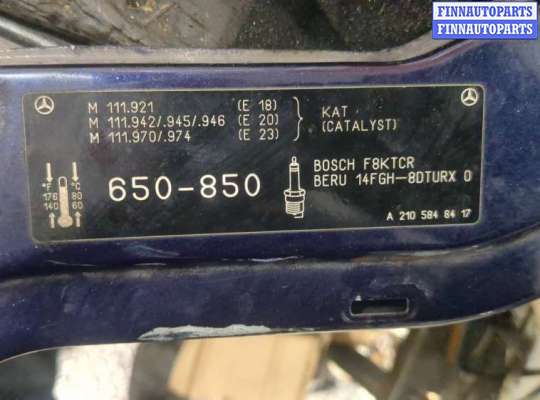 FINNAUTOPARTS
FINNAUTOPARTS
M 111.921 (E 18)
M 111.942/.945/.946 (E 20)
M 111.970/.974 (E 23)
KAT
(CATALYST)
°F °C
176 80
140 60
650-850
BOSCH F8KTCR
BERU 14FGH-8DTURX 0
A 210 584 84 17